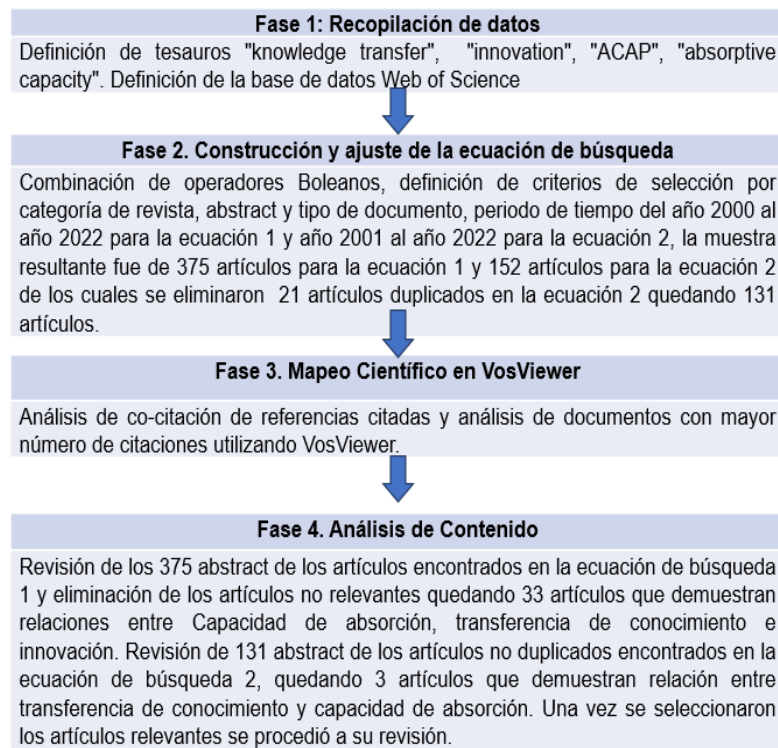 Fase 1: Recopilación de datos
Definición de tesauros "knowledge transfer", "innovation", "ACAP", "absorptive
capacity". Definición de la base de datos Web of Science
Fase 2. Construcción y ajuste de la ecuación de búsqueda
Combinación de operadores Boleanos, definición de criterios de selección por
categoría de revista, abstract y tipo de documento, periodo de tiempo del año 2000 al
año 2022 para la ecuación 1 y año 2001 al año 2022 para la ecuación 2, la muestra
resultante fue de 375 artículos para la ecuación 1 y 152 artículos para la ecuación 2
de los cuales se eliminaron 21 artículos duplicados en la ecuación 2 quedando 131
artículos.
Fase 3. Mapeo Científico en VosViewer
Análisis de co-citación de referencias citadas y análisis de documentos con mayor
número de citaciones utilizando VosViewer.
Fase 4. Análisis de Contenido
Revisión de los 375 abstract de los artículos encontrados en la ecuación de búsqueda
1 y eliminación de los artículos no relevantes quedando 33 artículos que demuestran
relaciones entre Capacidad de absorción, transferencia de conocimiento e
innovación. Revisión de 131 abstract de los artículos no duplicados encontrados en la
ecuación de búsqueda 2, quedando 3 artículos que demuestran relación entre
transferencia de conocimiento y capacidad de absorción. Una vez se seleccionaron
los artículos relevantes se procedió a su revisión.